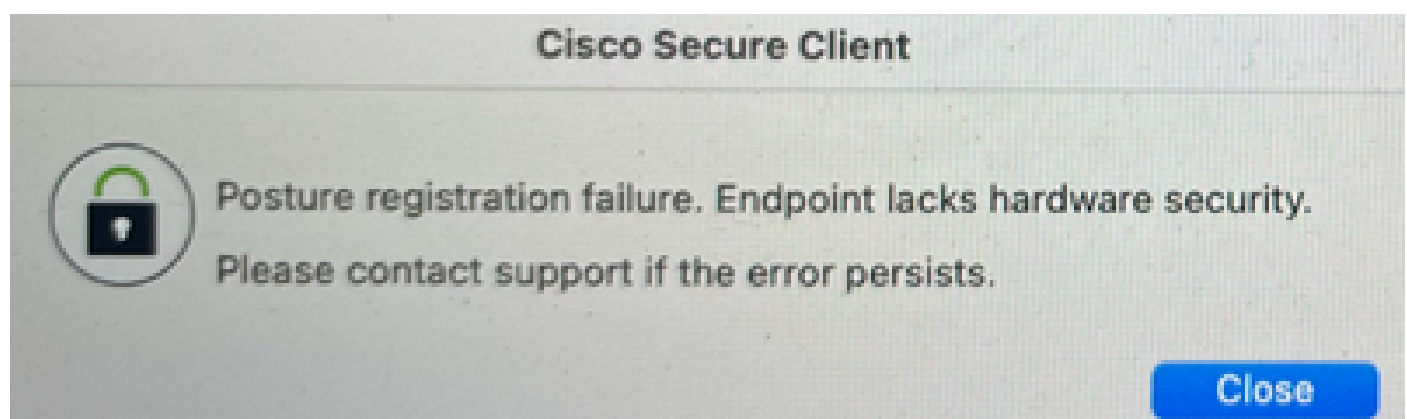 Cisco Secure Client
Posture registration failure. Endpoint lacks hardware security.
Please contact support if the error persists.
Close